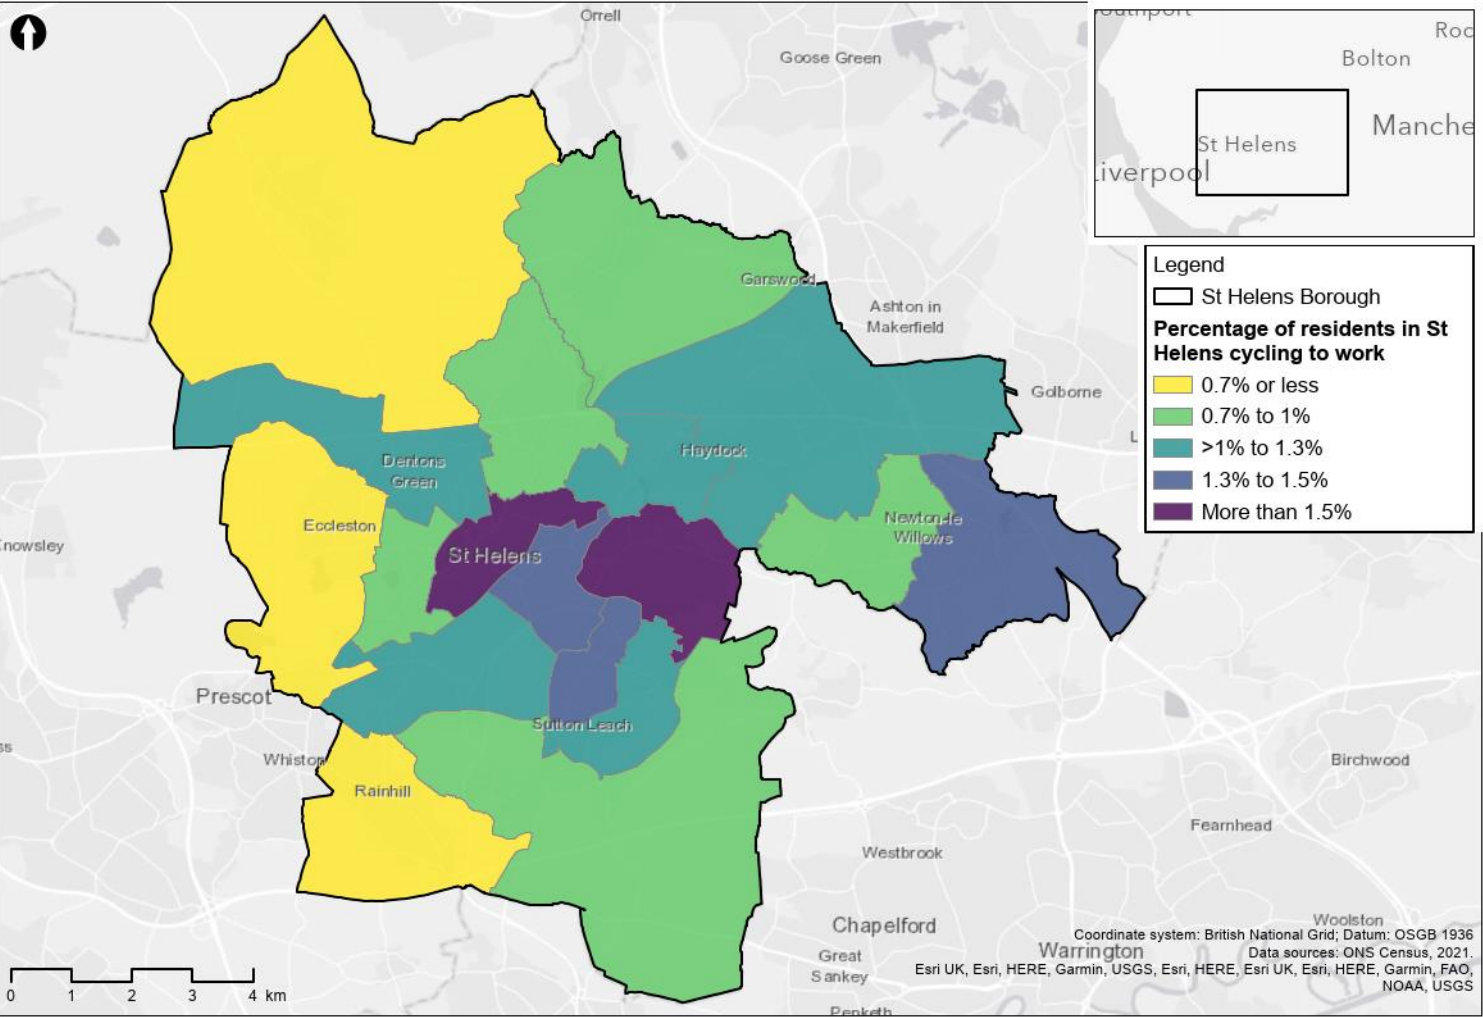 Orrell
Goose Green
outhport
Roc
Bolton
Manche
St Helens
Liverpool
Garswood
Ashton in
Makerfield
Golborne
L
Legend
St Helens Borough
Percentage of residents in St
Helens cycling to work
0.7% or less
0.7% to 1%
>1% to 1.3%
1.3% to 1.5%
More than 1.5%
Haydock
Dentons
Green
Eccleston
Newton-le
Willows
Knowsley
St Helens
Prescot
Sutton Leach
ss
Whiston
Rainhill
Birchwood
Fearnhead
Westbrook
Chapelford
Woolston
Great
Sankey
Warrington
Penketh
Coordinate system: British National Grid; Datum: OSGB 1936
Data sources: ONS Census, 2021.
Esri UK, Esri, HERE, Garmin, USGS, Esri, HERE, Esri UK, Esri, HERE, Garmin, FAO,
NOAA, USGS
0 1 2 3 4 km